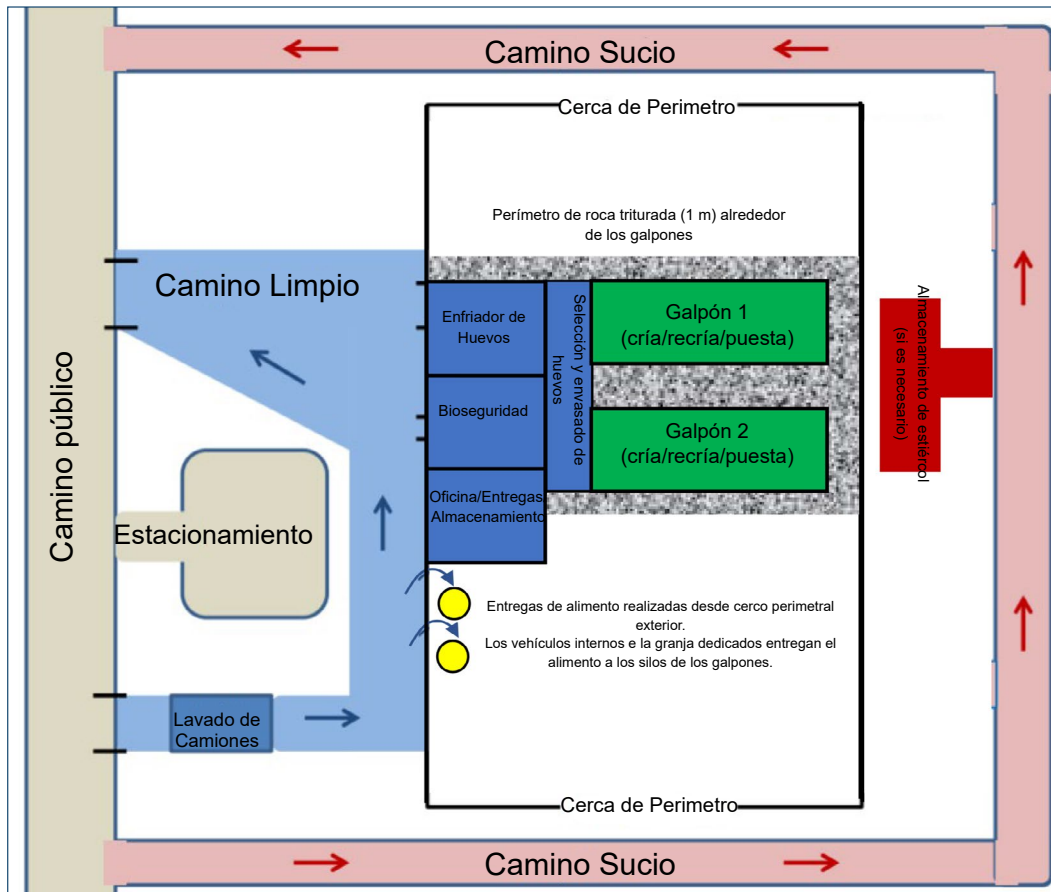 Camino Sucio
Cerca de Perimetro
Perímetro de roca triturada (1 m) alrededor
de los galpones
Camino público
Camino Limpio
Enfriador de
Huevos
Selección y envasado de
huevos
Galpón 1
(cría/recría/puesta)
Almacenamiento de estiércol
(si es necesario)
Bioseguridad
Galpón 2
(cría/recría/puesta)
Oficina/Entregas
Almacenamiento
Estacionamiento
Entregas de alimento realizadas desde cerco perimetral
exterior.
Los vehículos internos e la granja dedicados entregan el
alimento a los silos de los galpones.
Lavado de
Camiones
Cerca de Perimetro
Camino Sucio